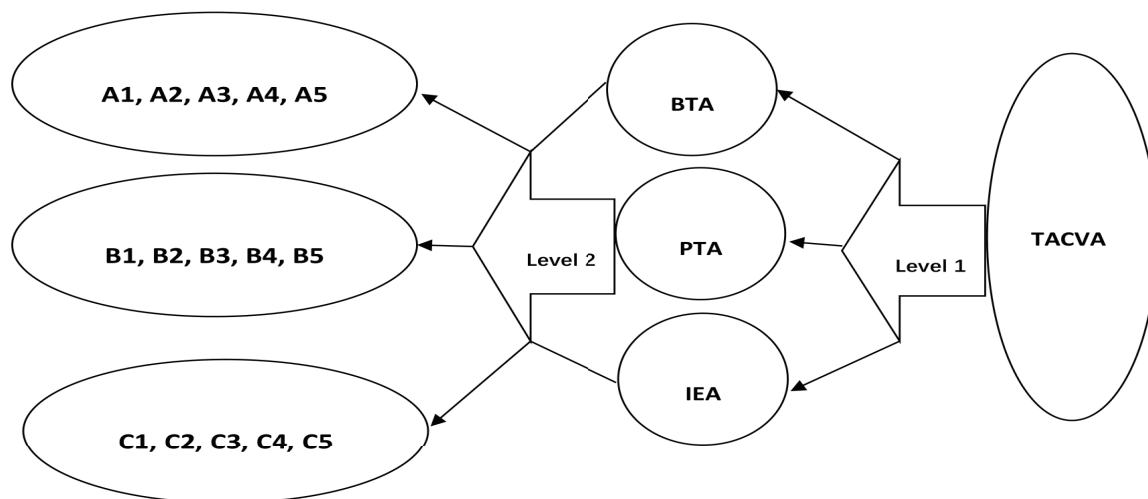 A1, A2, A3, A4, A5
BTA
B1, B2, B3, B4, B5
Level 2
PTA
Level 1
TACVA
IEA
C1, C2, C3, C4, C5